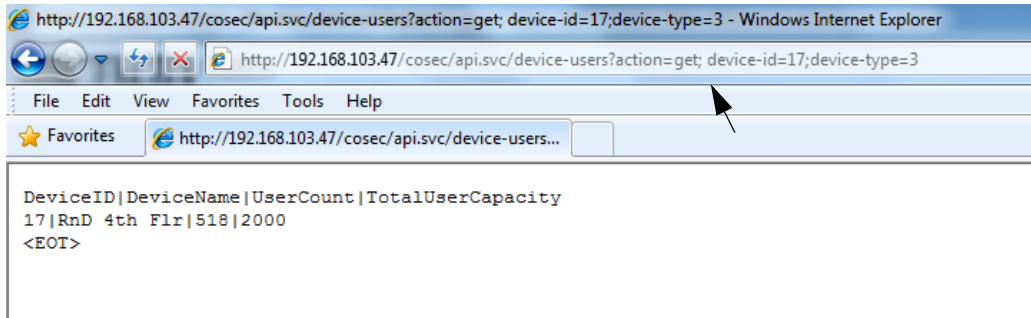 http://192.168.103.47/cosec/api.svc/device-users?action=get; device-id=17;device-type=3 - Windows Internet Explorer
http://192.168.103.47/cosec/api.svc/device-users?action=get; device-id=17;device-type=3
File Edit View Favorites Tools Help
Favorites http://192.168.103.47/cosec/api.svc/device-users...
DeviceID|DeviceName|UserCount|TotalUserCapacity
17|RnD 4th Flr|518|2000
<EOT>